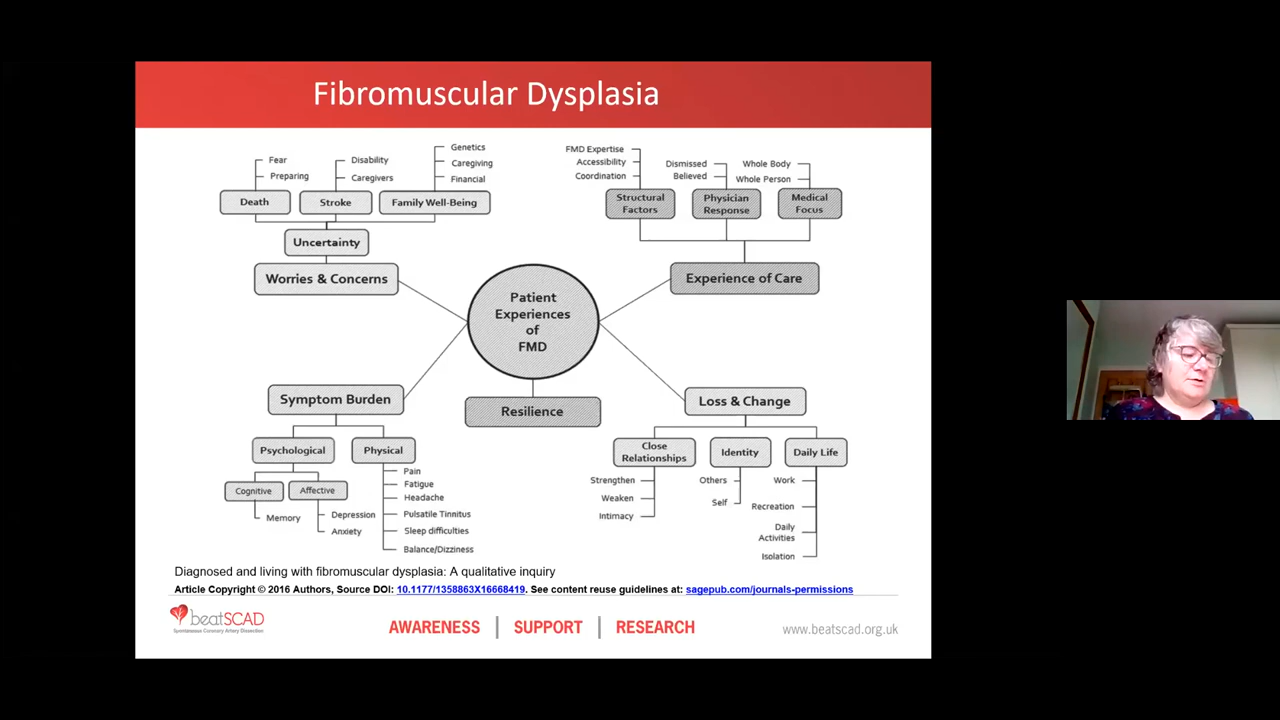 Fibromuscular Dysplasia
Fear
Preparing
Death
Disability
Caregivers
Stroke
Genetics
Caregiving
Financial
Family Well-Being
Uncertainty
Worries & Concerns
FMD Expertise
Accessibility
Coordination
Structural
Factors
Dismissed
Believed
Physician
Response
Whole Body
Whole Person
Medical
Focus
Experience of Care
Patient
Experiences
of
FMD
Resilience
Symptom Burden
Psychological
Physical
Cognitive
Affective
Memory
Depression
Anxiety
Pain
Fatigue
Headache
Pulsatile Tinnitus
Sleep difficulties
Balance/Dizziness
Loss & Change
Close
Relationships
Identity
Daily Life
Strengthen
Weaken
Intimacy
Others
Self
Work
Recreation
Daily
Activities
Isolation
Diagnosed and living with fibromuscular dysplasia: A qualitative inquiry
Article Copyright © 2016 Authors, Source DOI: 10.1177/1358863X16668419. See content reuse guidelines at: sagepub.com/journals-permissions
beatSCAD
Spontaneous Coronary Artery Dissection
AWARENESS | SUPPORT | RESEARCH
www.beatscad.org.uk